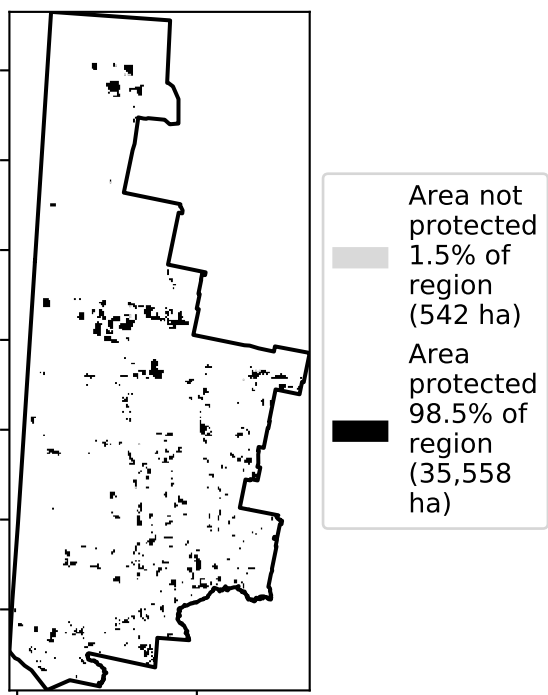 Area not
protected
1.5% of
region
(542 ha)
Area
protected
98.5% of
region
(35,558
ha)